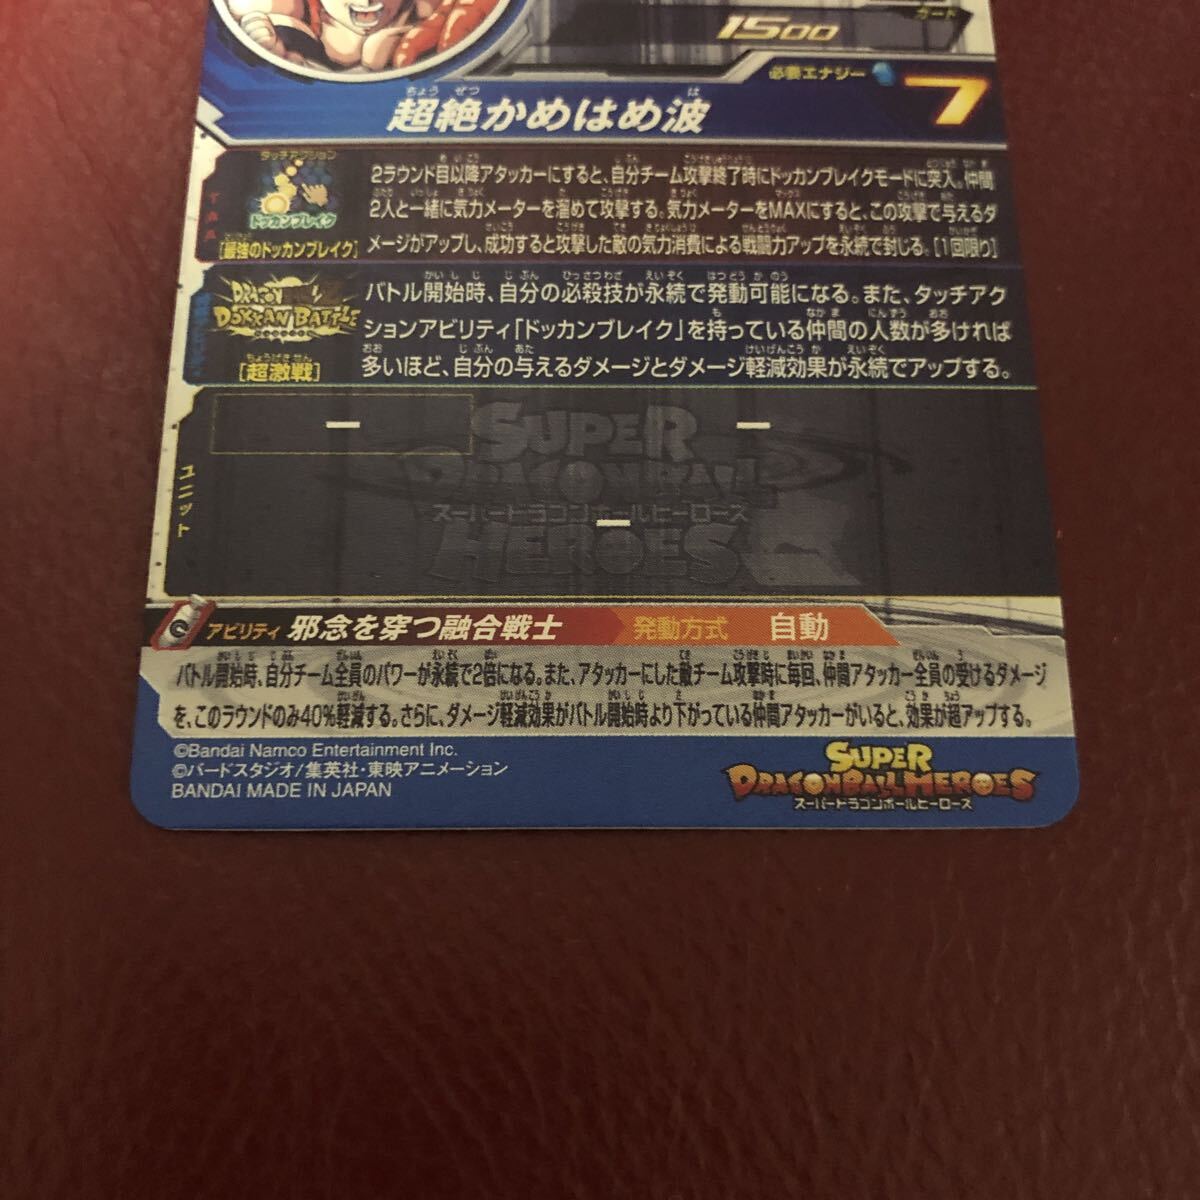 カード
1500
必要エナジー 7
ちょう ぜつ は
超絶かめはめ波
タッチアクション
ドッカンブレイク
[最強のドッカンブレイク]
2ラウンド目以降アタッカーにすると、自分チーム攻撃終了時にドッカンブレイクモードに突入。仲間
2人と一緒に気力メーターを溜めて攻撃する。気力メーターをMAXにすると、この攻撃で与えるダ
メージがアップし、成功すると攻撃した敵の気力消費による戦闘力アップを永続で封じる。[1回限り]
DRAGON BALL Z
DOKKAN BATTLE
ちょうげきせん
[超激戦]
バトル開始時、自分の必殺技が永続で発動可能になる。また、タッチアク
ションアビリティ「ドッカンブレイク」を持っている仲間の人数が多ければ
多いほど、自分の与えるダメージとダメージ軽減効果が永続でアップする。
ユニット
ー ー
ー
SUPER
DRAGONBALL
スーパードラゴンボールヒーローズ
HEROES
アビリティ 邪念を穿つ融合戦士 発動方式 自動
バトル開始時、自分チーム全員のパワーが永続で2倍になる。また、アタッカーにした敵チーム攻撃時に毎回、仲間アタッカー全員の受けるダメージ
を、このラウンドのみ40%軽減する。さらに、ダメージ軽減効果がバトル開始時より下がっている仲間アタッカーがいると、効果が超アップする。
©Bandai Namco Entertainment Inc.
©バードスタジオ/集英社・東映アニメーション
BANDAI MADE IN JAPAN
SUPER
DRAGONBALL HEROES
スーパードラゴンボールヒーローズ